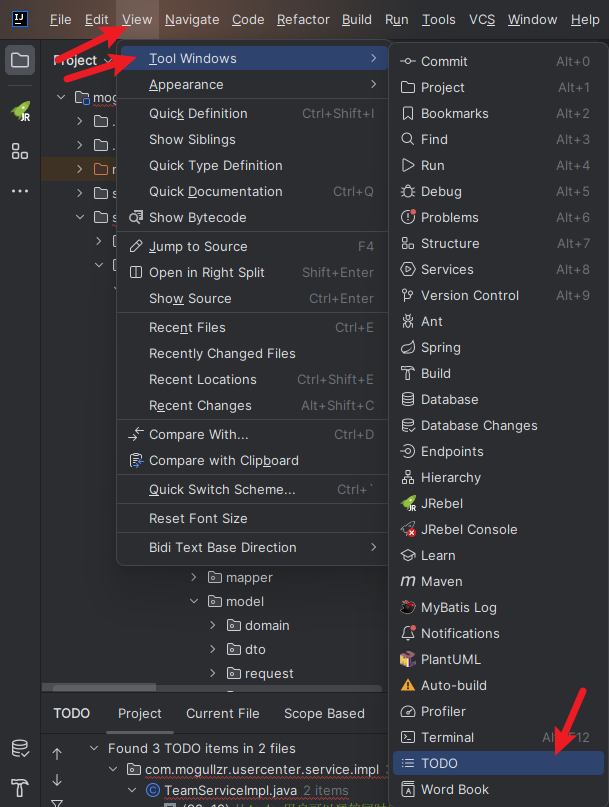 IJ
File Edit View Navigate Code Refactor Build Run Tools VCS Window Help
Project
Tool Windows
Appearance
Quick Definition Ctrl+Shift+I
Show Siblings
Quick Type Definition
Quick Documentation Ctrl+Q
Show Bytecode
Jump to Source F4
Open in Right Split Shift+Enter
Show Source Ctrl+Enter
Recent Files Ctrl+E
Recently Changed Files
Recent Locations Ctrl+Shift+E
Recent Changes Alt+Shift+C
Compare With... Ctrl+D
Compare with Clipboard
Quick Switch Scheme... Ctrl+`
Reset Font Size
Bidi Text Base Direction
Commit Alt+0
Project Alt+1
Bookmarks Alt+2
Find Alt+3
Run Alt+4
Debug Alt+5
Problems Alt+6
Structure Alt+7
Services Alt+8
Version Control Alt+9
Ant
Spring
Build
Database
Database Changes
Endpoints
Hierarchy
JRebel
JRebel Console
Learn
Maven
MyBatis Log
Notifications
PlantUML
Auto-build
Profiler
Terminal
TODO
Word Book
mapper
model
domain
dto
request
TODO Project Current File Scope Based
Found 3 TODO items in 2 files
com.mogullzr.usercenter.service.impl
TeamServiceImpl.java 2 items